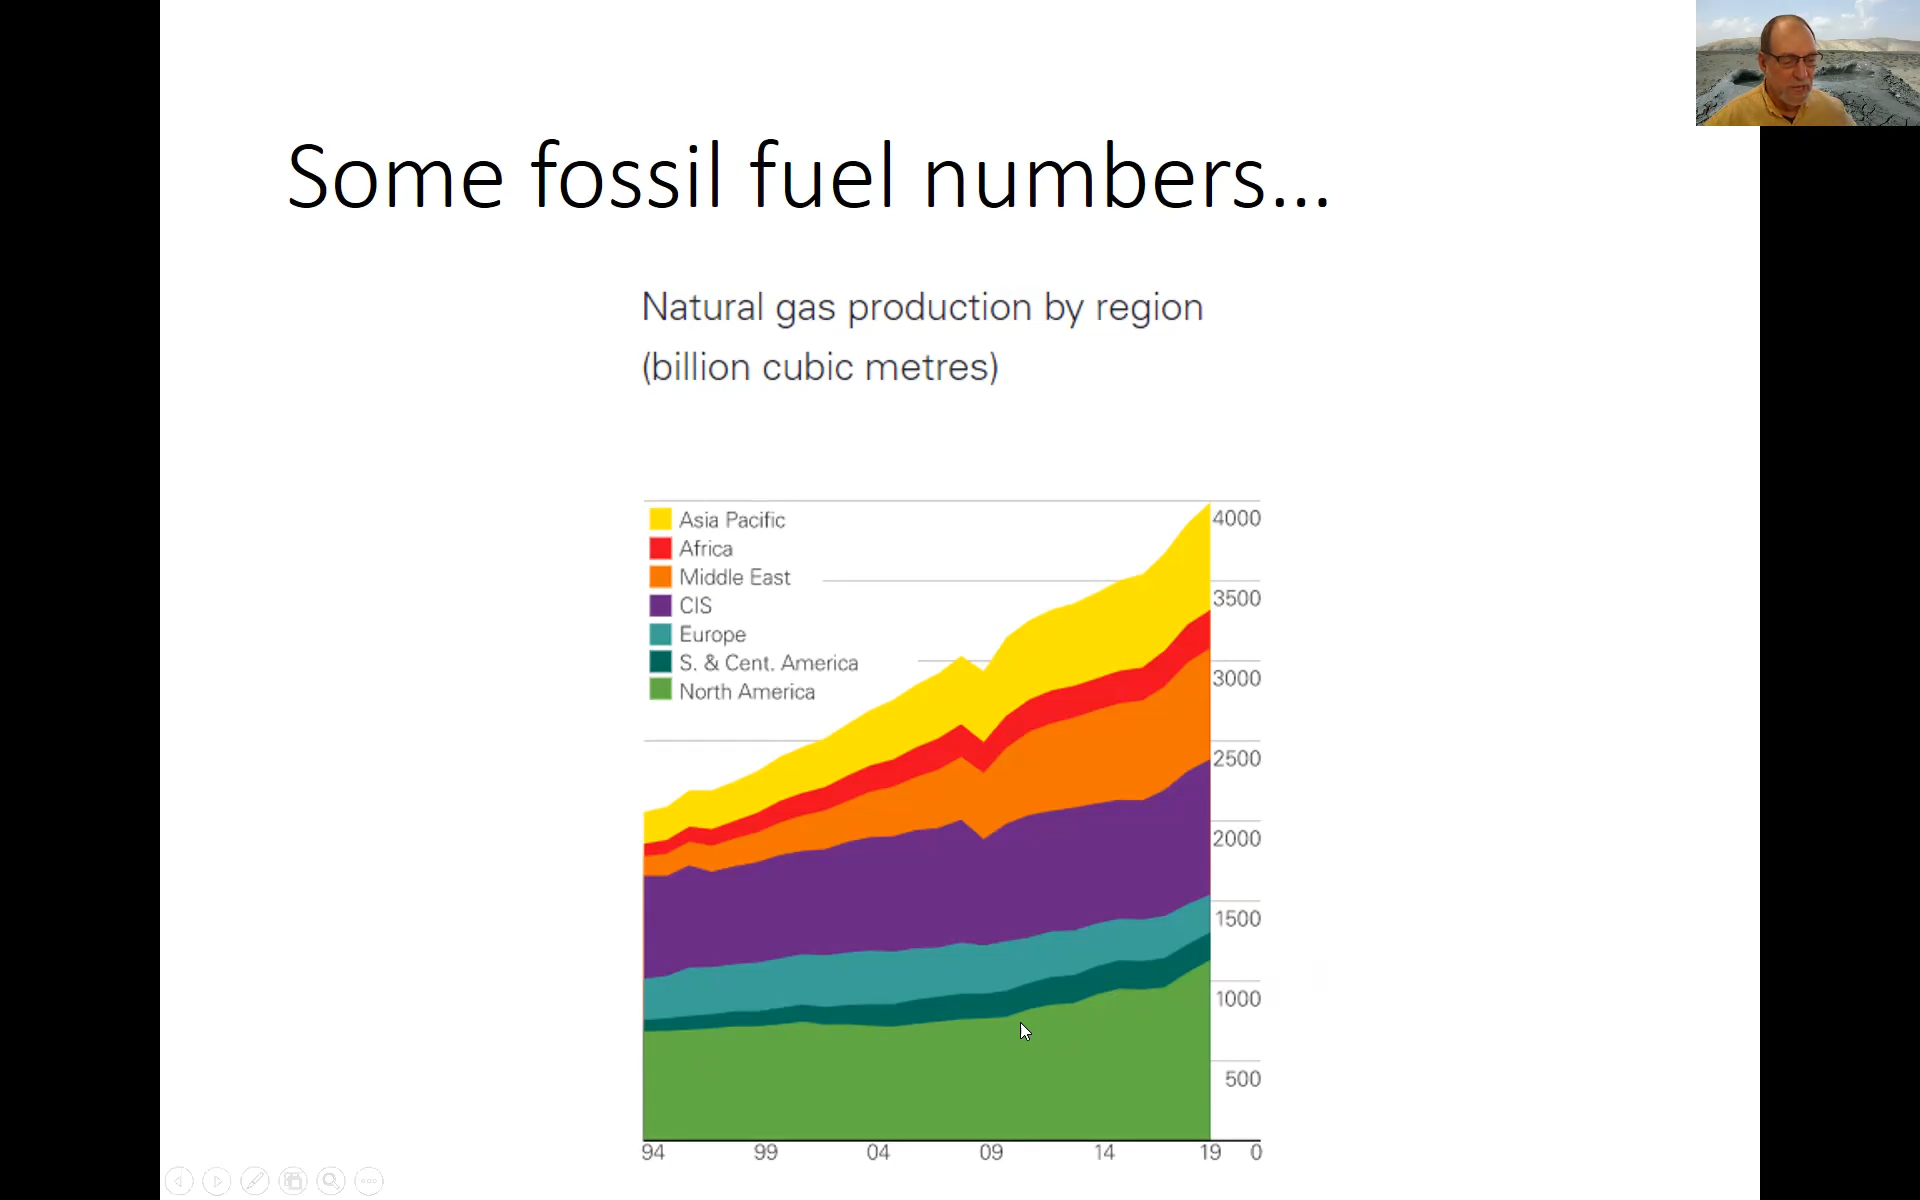 Some fossil fuel numbers...
Natural gas production by region
(billion cubic metres)
Asia Pacific
Africa
Middle East
CIS
Europe
S. & Cent. America
North America
4000
3500
3000
2500
2000
1500
1000
500
94 99 04 09 14 19 0